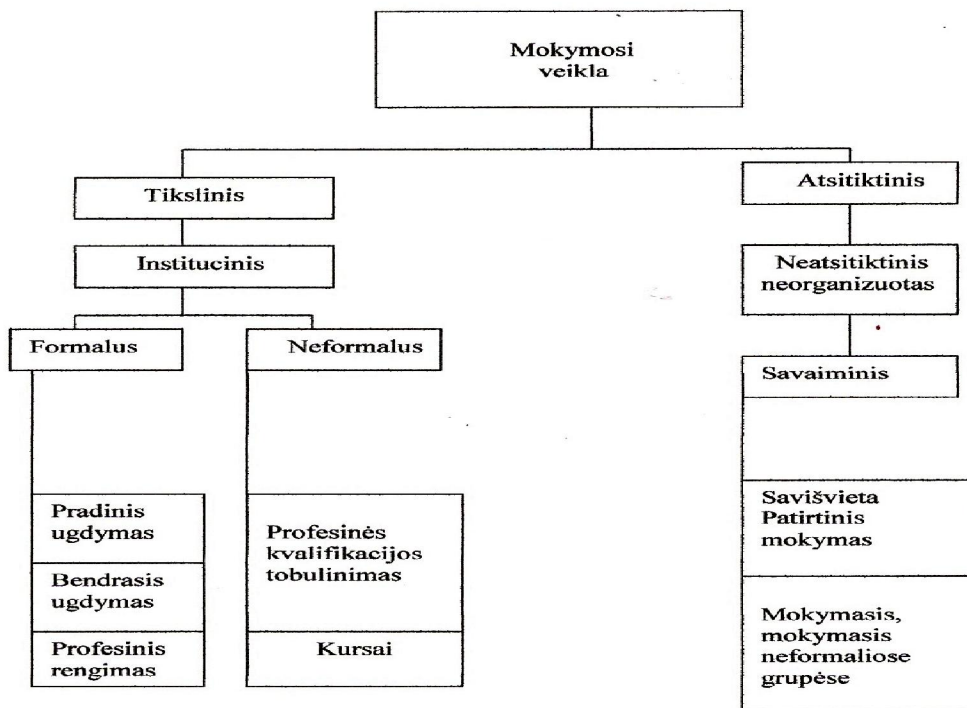 Mokymosi
veikla
Tikslinis
Atsitiktinis
Institucinis
Neatsitiktinis
neorganizuotas
Formalus
Neformalus
Savaiminis
Pradinis
ugdymas
Bendrasis
ugdymas
Profesinis
rengimas
Profesinės
kvalifikacijos
tobulinimas
Kursai
Savišvieta
Patirtinis
mokymas
Mokymasis,
mokymasis
neformaliose
grupėse